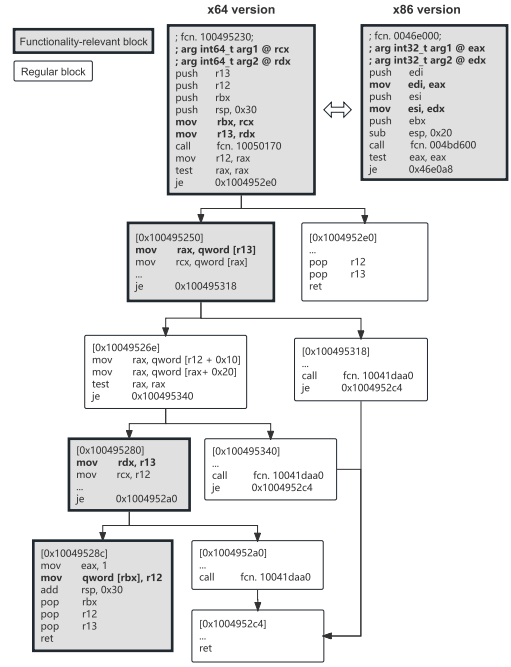 x64 version
x86 version
Functionality-relevant block
Regular block
; fcn. 100495230;
; arg int64_t arg1 @ rcx
; arg int64_t arg2 @ rdx
push r13
push r12
push rbx
push rsp, 0x30
mov rbx, rcx
mov r13, rdx
call fcn. 10050170
mov r12, rax
test rax, rax
je 0x1004952e0
; fcn. 0046e000;
; arg int32_t arg1 @ eax
; arg int32_t arg2 @ edx
push edi
mov edi, eax
push esi
mov esi, edx
push ebx
sub esp, 0x20
call fcn. 004bd600
test eax, eax
je 0x46e0a8
[0x100495250]
mov rax, qword [r13]
mov rcx, qword [rax]
...
je 0x100495318
[0x1004952e0]
...
pop r12
pop r13
ret
[0x10049526e]
mov rax, qword [r12 + 0x10]
mov rax, qword [rax+ 0x20]
test rax, rax
je 0x100495340
[0x100495318]
...
call fcn. 10041daa0
je 0x1004952c4
[0x100495280]
mov rdx, r13
mov rcx, r12
...
je 0x1004952a0
[0x100495340]
...
call fcn. 10041daa0
je 0x1004952c4
[0x10049528c]
mov eax, 1
mov qword [rbx], r12
add rsp, 0x30
pop rbx
pop r12
pop r13
ret
[0x1004952a0]
...
call fcn. 10041daa0
[0x1004952c4]
...
ret